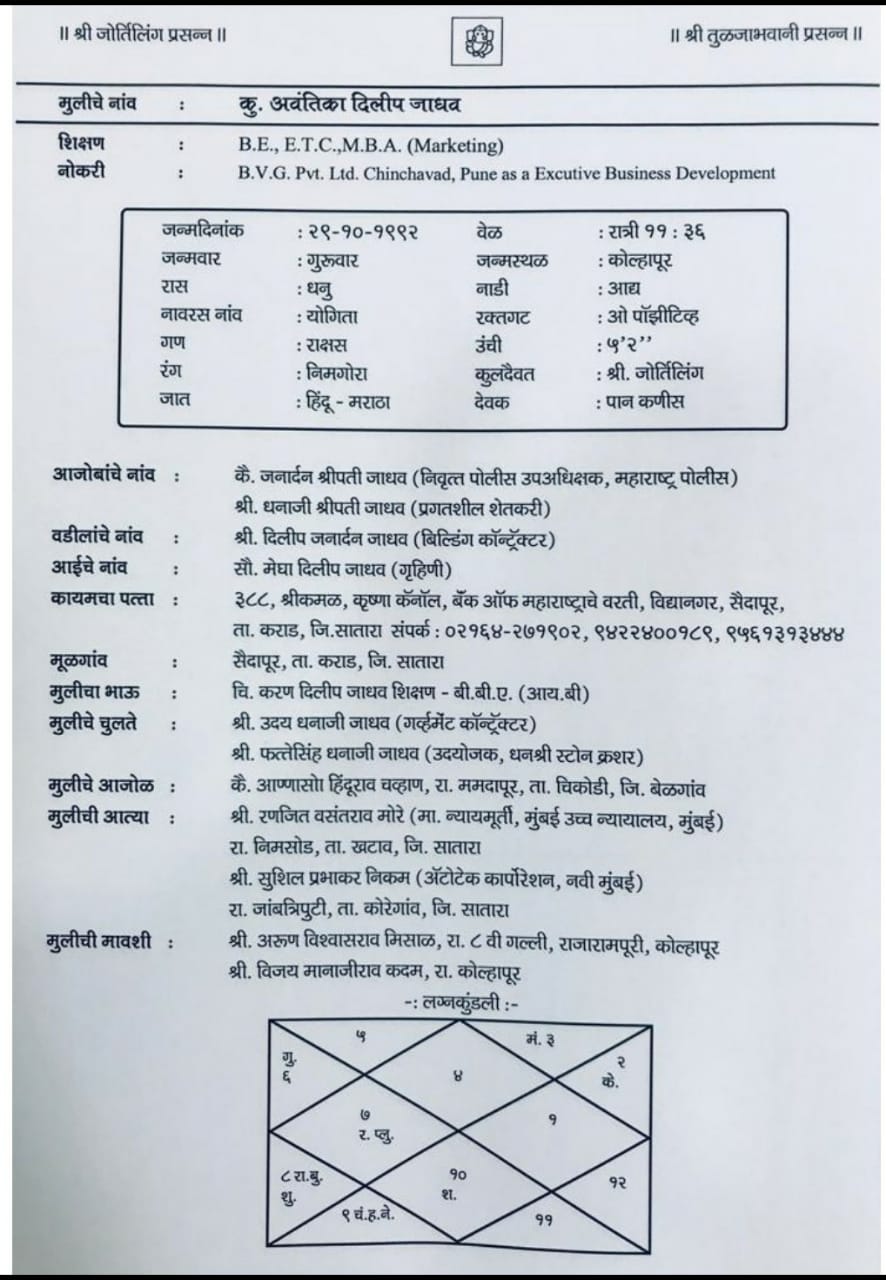 ॥ श्री जोर्तिलिंग प्रसन्न ॥ ॥ श्री तुळजाभवानी प्रसन्न ॥
मुलीचे नांव : कु. अवंतिका दिलीप जाधव
शिक्षण : B.E., E.T.C.,M.B.A. (Marketing)
नोकरी : B.V.G. Pvt. Ltd. Chinchavad, Pune as a Excutive Business Development
जन्मदिनांक : २९-१०-१९९२ वेळ : रात्री ११ : ३६
जन्मवार : गुरूवार जन्मस्थळ : कोल्हापूर
रास : धनु नाडी : आद्य
नावरस नांव : योगिता रक्तगट : ओ पॉझीटिव्ह
गण : राक्षस उंची : ५'२''
रंग : निमगोरा कुलदैवत : श्री. जोर्तिलिंग
जात : हिंदू - मराठा देवक : पान कणीस
आजोबांचे नांव : कै. जनार्दन श्रीपती जाधव (निवृत्त पोलीस उपअधिक्षक, महाराष्ट्र पोलीस)
श्री. धनाजी श्रीपती जाधव (प्रगतशील शेतकरी)
वडीलांचे नांव : श्री. दिलीप जनार्दन जाधव (बिल्डिंग कॉन्ट्रॅक्टर)
आईचे नांव : सौ. मेघा दिलीप जाधव (गृहिणी)
कायमचा पत्ता : ३८८, श्रीकमळ, कृष्णा कॅनॉल, बॅंक ऑफ महाराष्ट्राचे वरती, विद्यानगर, सैदापूर,
ता. कराड, जि.सातारा संपर्क : ०२१६४-२७१९०२, ९४२२४००१८९, ९५६१३१३४४४
मूळगांव : सैदापूर, ता. कराड, जि. सातारा
मुलीचा भाऊ : चि. करण दिलीप जाधव शिक्षण - बी.बी.ए. (आय.बी)
मुलीचे चुलते : श्री. उदय धनाजी जाधव (गर्व्हमेंट कॉन्ट्रॅक्टर)
श्री. फत्तेसिंह धनाजी जाधव (उदयोजक, धनश्री स्टोन क्रशर)
मुलीचे आजोळ : कै. आण्णासाो हिंदूराव चव्हाण, रा. ममदापूर, ता. चिकोडी, जि. बेळगांव
मुलीची आत्या : श्री. रणजित वसंतराव मोरे (मा. न्यायमूर्ती, मुंबई उच्च न्यायालय, मुंबई)
रा. निमसोड, ता. खटाव, जि. सातारा
श्री. सुशिल प्रभाकर निकम (ॲटोटेक कार्पोरेशन, नवी मुंबई)
रा. जांबत्रिपुटी, ता. कोरेगांव, जि. सातारा
मुलीची मावशी : श्री. अरूण विश्वासराव मिसाळ, रा. ८ वी गल्ली, राजारामपूरी, कोल्हापूर
श्री. विजय मानाजीराव कदम, रा. कोल्हापूर
-: लग्नकुंडली :-
५ मं. ३
गु. २
६ ४ के.
७ १
र. प्लु.
८ रा.बु. १० १२
शु. श.
९ चं.ह.ने. ११